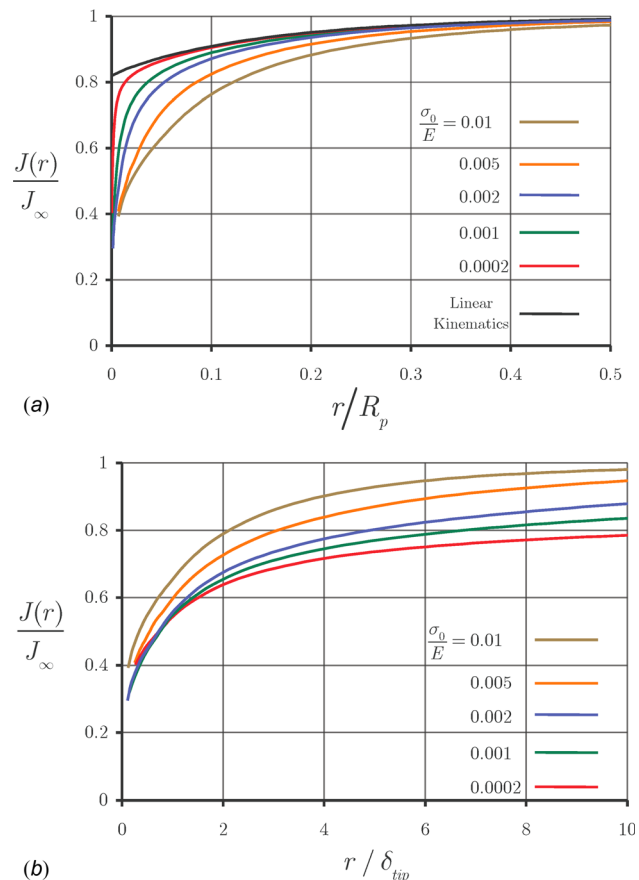 1
0.8
0.6
0.4
0.2
0
J(r)
J∞
σ0/E = 0.01
0.005
0.002
0.001
0.0002
Linear
Kinematics
0 0.1 0.2 0.3 0.4 0.5
(a)
r/Rp
1
0.8
0.6
0.4
0.2
0
J(r)
J∞
σ0/E = 0.01
0.005
0.002
0.001
0.0002
0 2 4 6 8 10
(b)
r / δtip